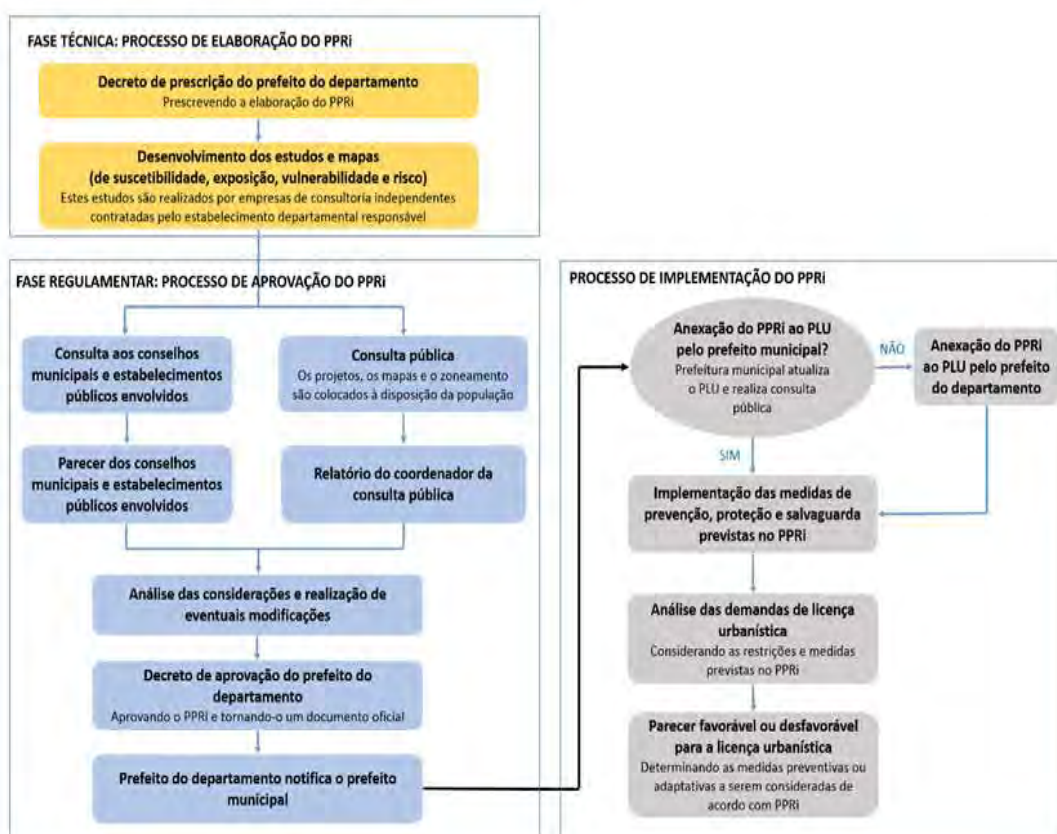 FASE TÉCNICA: PROCESSO DE ELABORAÇÃO DO PPRi
Decreto de prescrição do prefeito do departamento
Prescrevendo a elaboração do PPRi
Desenvolvimento dos estudos e mapas
(de suscetibilidade, exposição, vulnerabilidade e risco)
Estes estudos são realizados por empresas de consultoria independentes
contratadas pelo estabelecimento departamental responsável
FASE REGULAMENTAR: PROCESSO DE APROVAÇÃO DO PPRi
Consulta aos conselhos
municipais e estabelecimentos
públicos envolvidos
Consulta pública
Os projetos, os mapas e o zoneamento
são colocados à disposição da população
Parecer dos conselhos
municipais e estabelecimentos
públicos envolvidos
Relatório do coordenador da
consulta pública
Análise das considerações e realização de
eventuais modificações
Decreto de aprovação do prefeito do
departamento
Aprovando o PPRi e tornando-o um documento oficial
Prefeito do departamento notifica o prefeito
municipal
PROCESSO DE IMPLEMENTAÇÃO DO PPRi
Anexação do PPRi ao PLU
pelo prefeito municipal?
Prefeitura municipal atualiza
o PLU e realiza consulta
pública
NÃO
Anexação do PPRi
ao PLU pelo prefeito
do departamento
SIM
Implementação das medidas de
prevenção, proteção e salvaguarda
previstas no PPRi
Análise das demandas de licença
urbanística
Considerando as restrições e medidas
previstas no PPRi
Parecer favorável ou desfavorável
para a licença urbanística
Determinando as medidas preventivas ou
adaptativas a serem consideradas de
acordo com PPRi